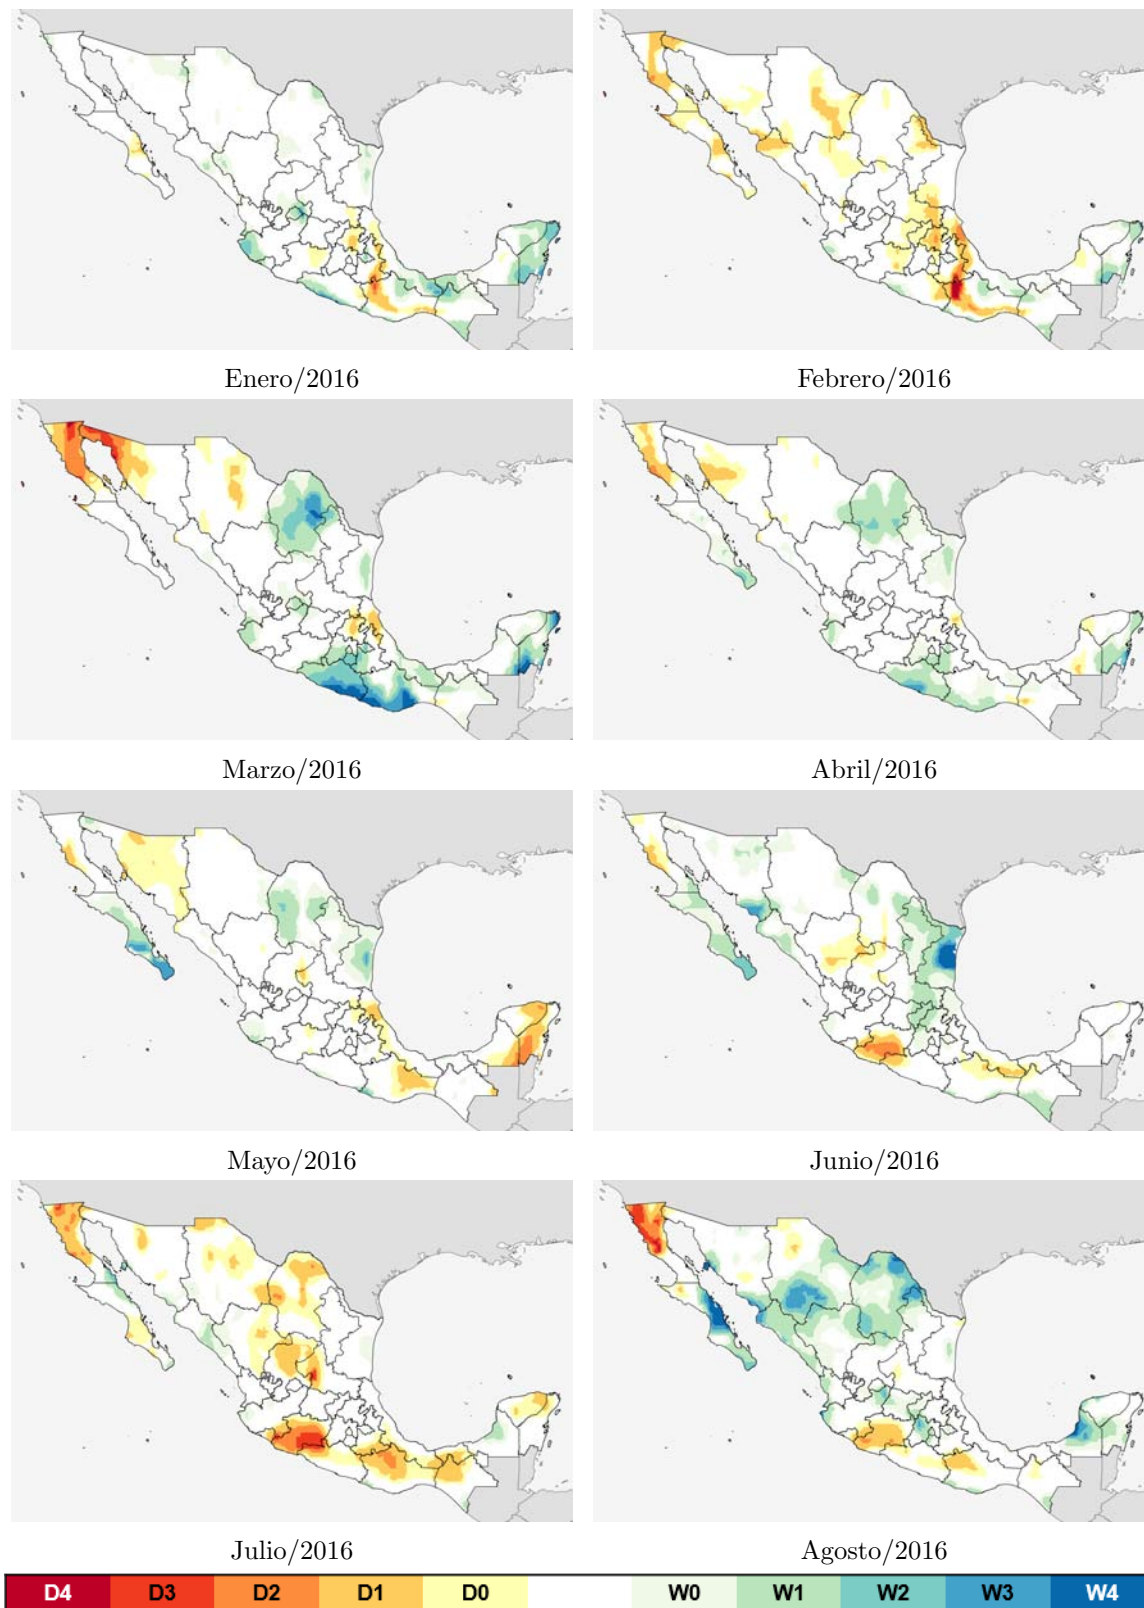 Enero/2016 Febrero/2016
Marzo/2016 Abril/2016
Mayo/2016 Junio/2016
Julio/2016 Agosto/2016
D4 D3 D2 D1 D0 W0 W1 W2 W3 W4